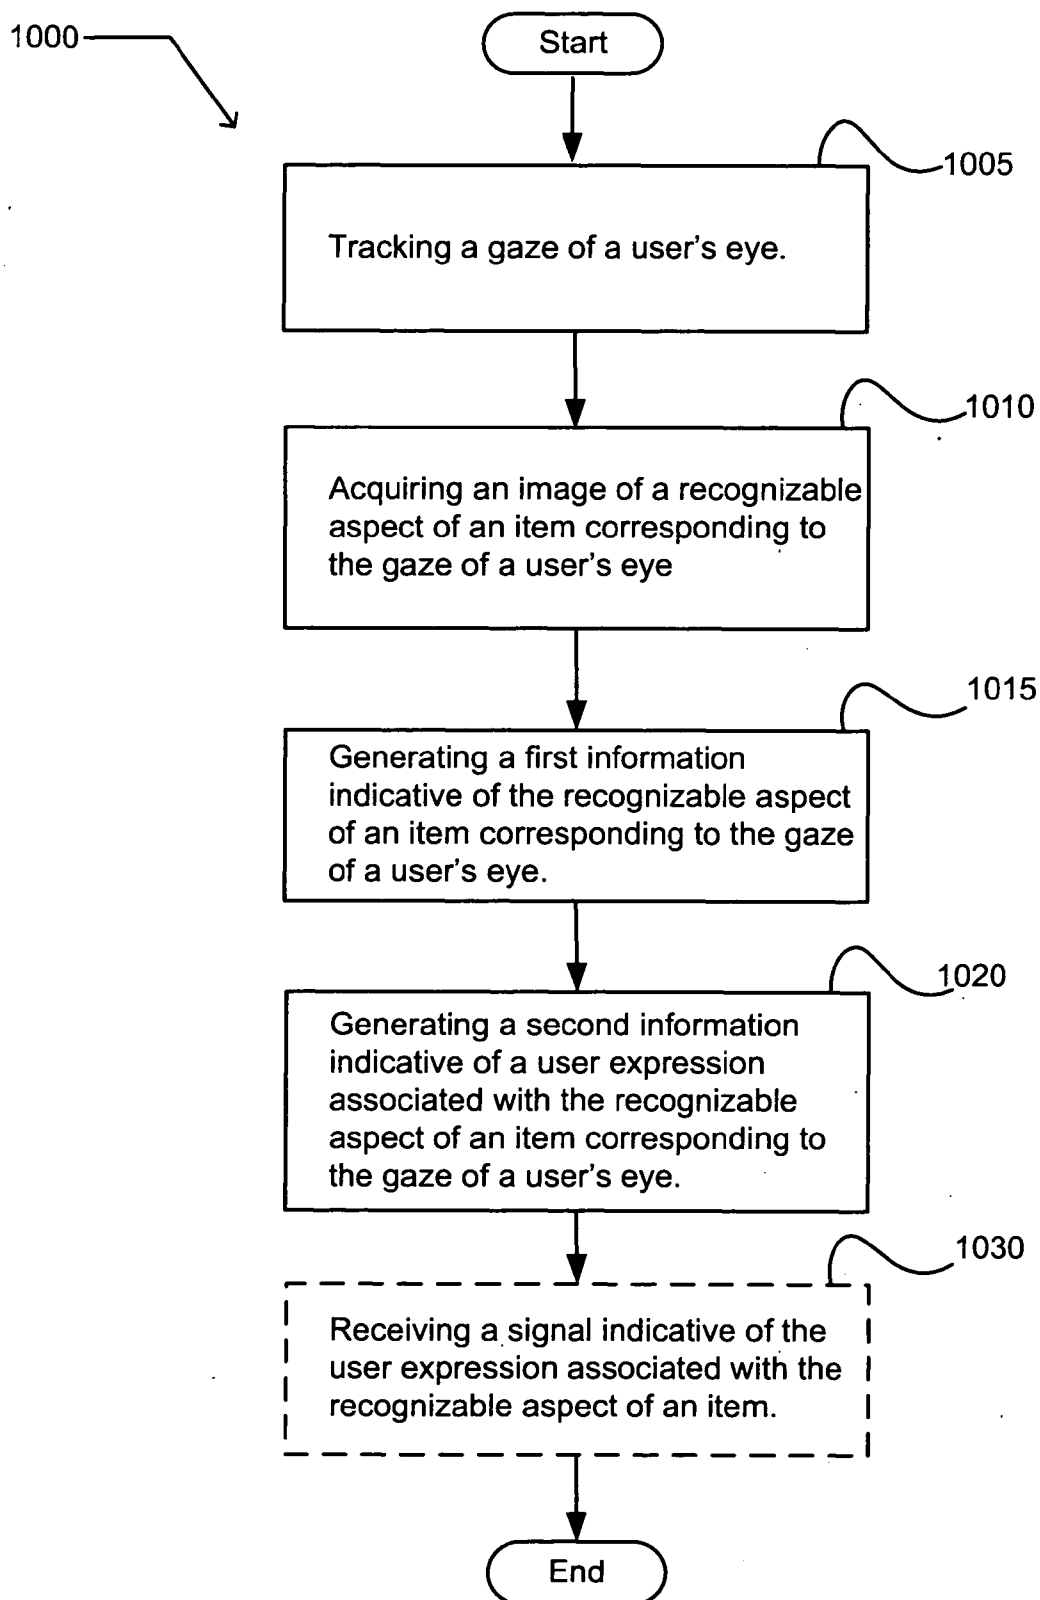 1000
Start
1005
Tracking a gaze of a user's eye.
1010
Acquiring an image of a recognizable
aspect of an item corresponding to
the gaze of a user's eye
1015
Generating a first information
indicative of the recognizable aspect
of an item corresponding to the gaze
of a user's eye.
1020
Generating a second information
indicative of a user expression
associated with the recognizable
aspect of an item corresponding to
the gaze of a user's eye.
1030
Receiving a signal indicative of the
user expression associated with the
recognizable aspect of an item.
End